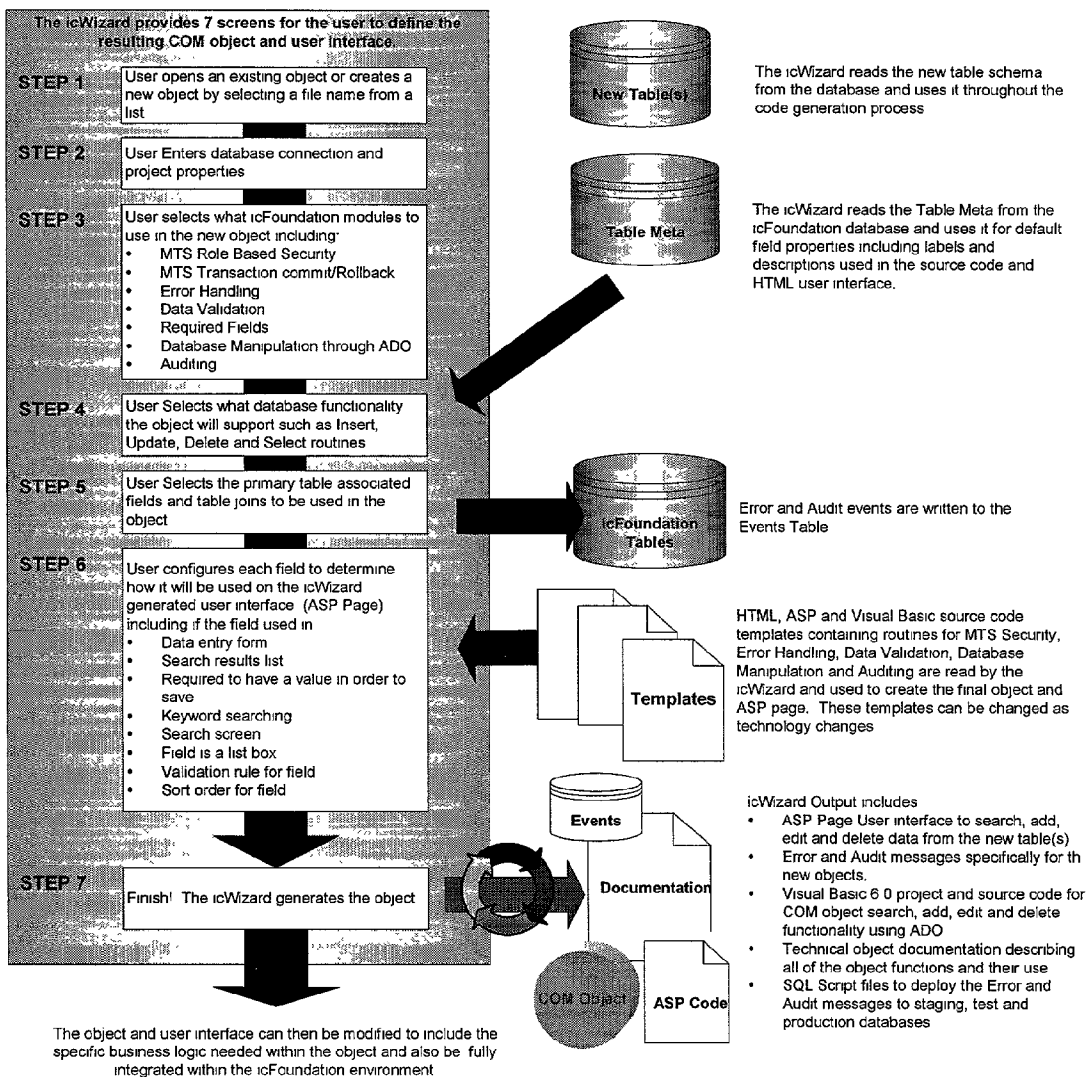 The icWizard provides 7 screens for the user to define the
resulting COM object and user interface.
STEP 1
User opens an existing object or creates a
new object by selecting a file name from a
list
STEP 2
User Enters database connection and
project properties
STEP 3
User selects what icFoundation modules to
use in the new object including:
• MTS Role Based Security
• MTS Transaction commit/Rollback
• Error Handling
• Data Validation
• Required Fields
• Database Manipulation through ADO
• Auditing
STEP 4
User Selects what database functionality
the object will support such as Insert,
Update, Delete and Select routines
STEP 5
User Selects the primary table associated
fields and table joins to be used in the
object
STEP 6
User configures each field to determine
how it will be used on the icWizard
generated user interface (ASP Page)
including if the field used in
• Data entry form
• Search results list
• Required to have a value in order to
save
• Keyword searching
• Search screen
• Field is a list box
• Validation rule for field
• Sort order for field
STEP 7
Finish! The icWizard generates the object
The object and user interface can then be modified to include the
specific business logic needed within the object and also be fully
integrated within the icFoundation environment
New Table(s)
The icWizard reads the new table schema
from the database and uses it throughout the
code generation process
Table Meta
The icWizard reads the Table Meta from the
icFoundation database and uses it for default
field properties including labels and
descriptions used in the source code and
HTML user interface.
icFoundation
Tables
Error and Audit events are written to the
Events Table
Templates
HTML, ASP and Visual Basic source code
templates containing routines for MTS Security,
Error Handling, Data Validation, Database
Manipulation and Auditing are read by the
icWizard and used to create the final object and
ASP page. These templates can be changed as
technology changes
Events
Documentation
COM Object
ASP Code
icWizard Output includes
• ASP Page User interface to search, add,
edit and delete data from the new table(s)
• Error and Audit messages specifically for th
new objects.
• Visual Basic 6 0 project and source code for
COM object search, add, edit and delete
functionality using ADO
• Technical object documentation describing
all of the object functions and their use
• SQL Script files to deploy the Error and
Audit messages to staging, test and
production databases